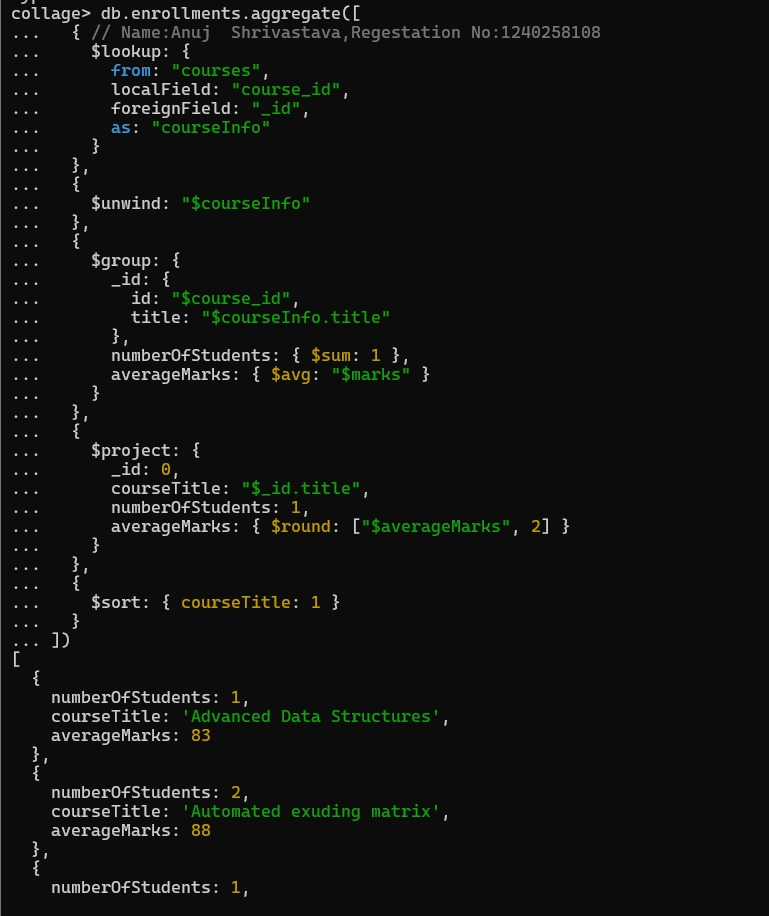 collage> db.enrollments.aggregate([
...   { // Name:Anuj  Shrivastava,Regestation No:1240258108
...     $lookup: {
...       from: "courses",
...       localField: "course_id",
...       foreignField: "_id",
...       as: "courseInfo"
...     }
...   },
...   {
...     $unwind: "$courseInfo"
...   },
...   {
...     $group: {
...       _id: {
...         id: "$course_id",
...         title: "$courseInfo.title"
...       },
...       numberOfStudents: { $sum: 1 },
...       averageMarks: { $avg: "$marks" }
...     }
...   },
...   {
...     $project: {
...       _id: 0,
...       courseTitle: "$_id.title",
...       numberOfStudents: 1,
...       averageMarks: { $round: ["$averageMarks", 2] }
...     }
...   },
...   {
...     $sort: { courseTitle: 1 }
...   }
... ])
[
  {
    numberOfStudents: 1,
    courseTitle: 'Advanced Data Structures',
    averageMarks: 83
  },
  {
    numberOfStudents: 2,
    courseTitle: 'Automated exuding matrix',
    averageMarks: 88
  },
  {
    numberOfStudents: 1,